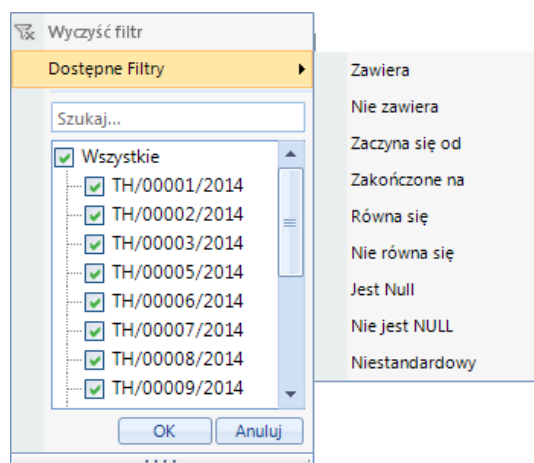 Wyczyść filtr
Dostępne Filtry
Szukaj...
Wszystkie
TH/00001/2014
TH/00002/2014
TH/00003/2014
TH/00005/2014
TH/00006/2014
TH/00007/2014
TH/00008/2014
TH/00009/2014
OK Anuluj
Zawiera
Nie zawiera
Zaczyna się od
Zakończone na
Równa się
Nie równa się
Jest Null
Nie jest NULL
Niestandardowy